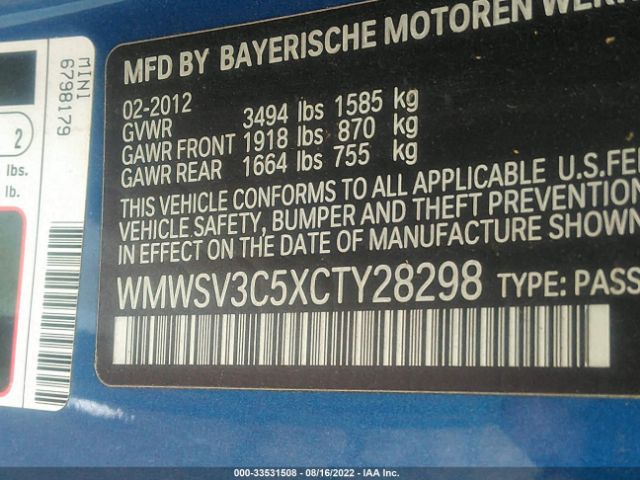 MINI
6798179
2
lbs.
lb.
MFD BY BAYERISCHE MOTOREN
02-2012
GVWR 3494 lbs 1585 kg
GAWR FRONT 1918 lbs 870 kg
GAWR REAR 1664 lbs 755 kg
THIS VEHICLE CONFORMS TO ALL APPLICABLE U.S.
VEHICLE SAFETY, BUMPER AND THEFT PREVENTION
IN EFFECT ON THE DATE OF MANUFACTURE SHOWN
WMWSV3C5XCTY28298 TYPE: PASS
000-33531508 - 08/16/2022 - IAA Inc.